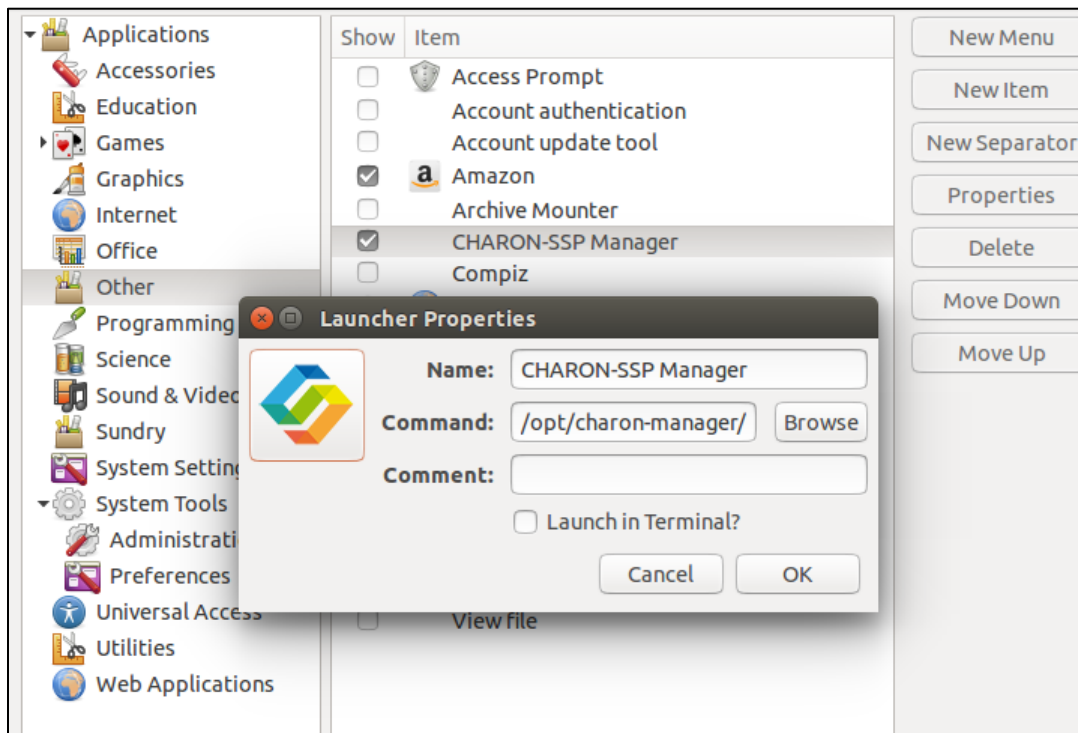 Applications
Accessories
Education
Games
Graphics
Internet
Office
Other
Programming
Science
Sound & Video
Sundry
System Setting
System Tools
Administrati
Preferences
Universal Access
Utilities
Web Applications
Show Item
Access Prompt
Account authentication
Account update tool
a Amazon
Archive Mounter
CHARON-SSP Manager
Compiz
View file
New Menu
New Item
New Separator
Properties
Delete
Move Down
Move Up
Launcher Properties
Name: CHARON-SSP Manager
Command: /opt/charon-manager/ Browse
Comment:
Launch in Terminal?
Cancel OK